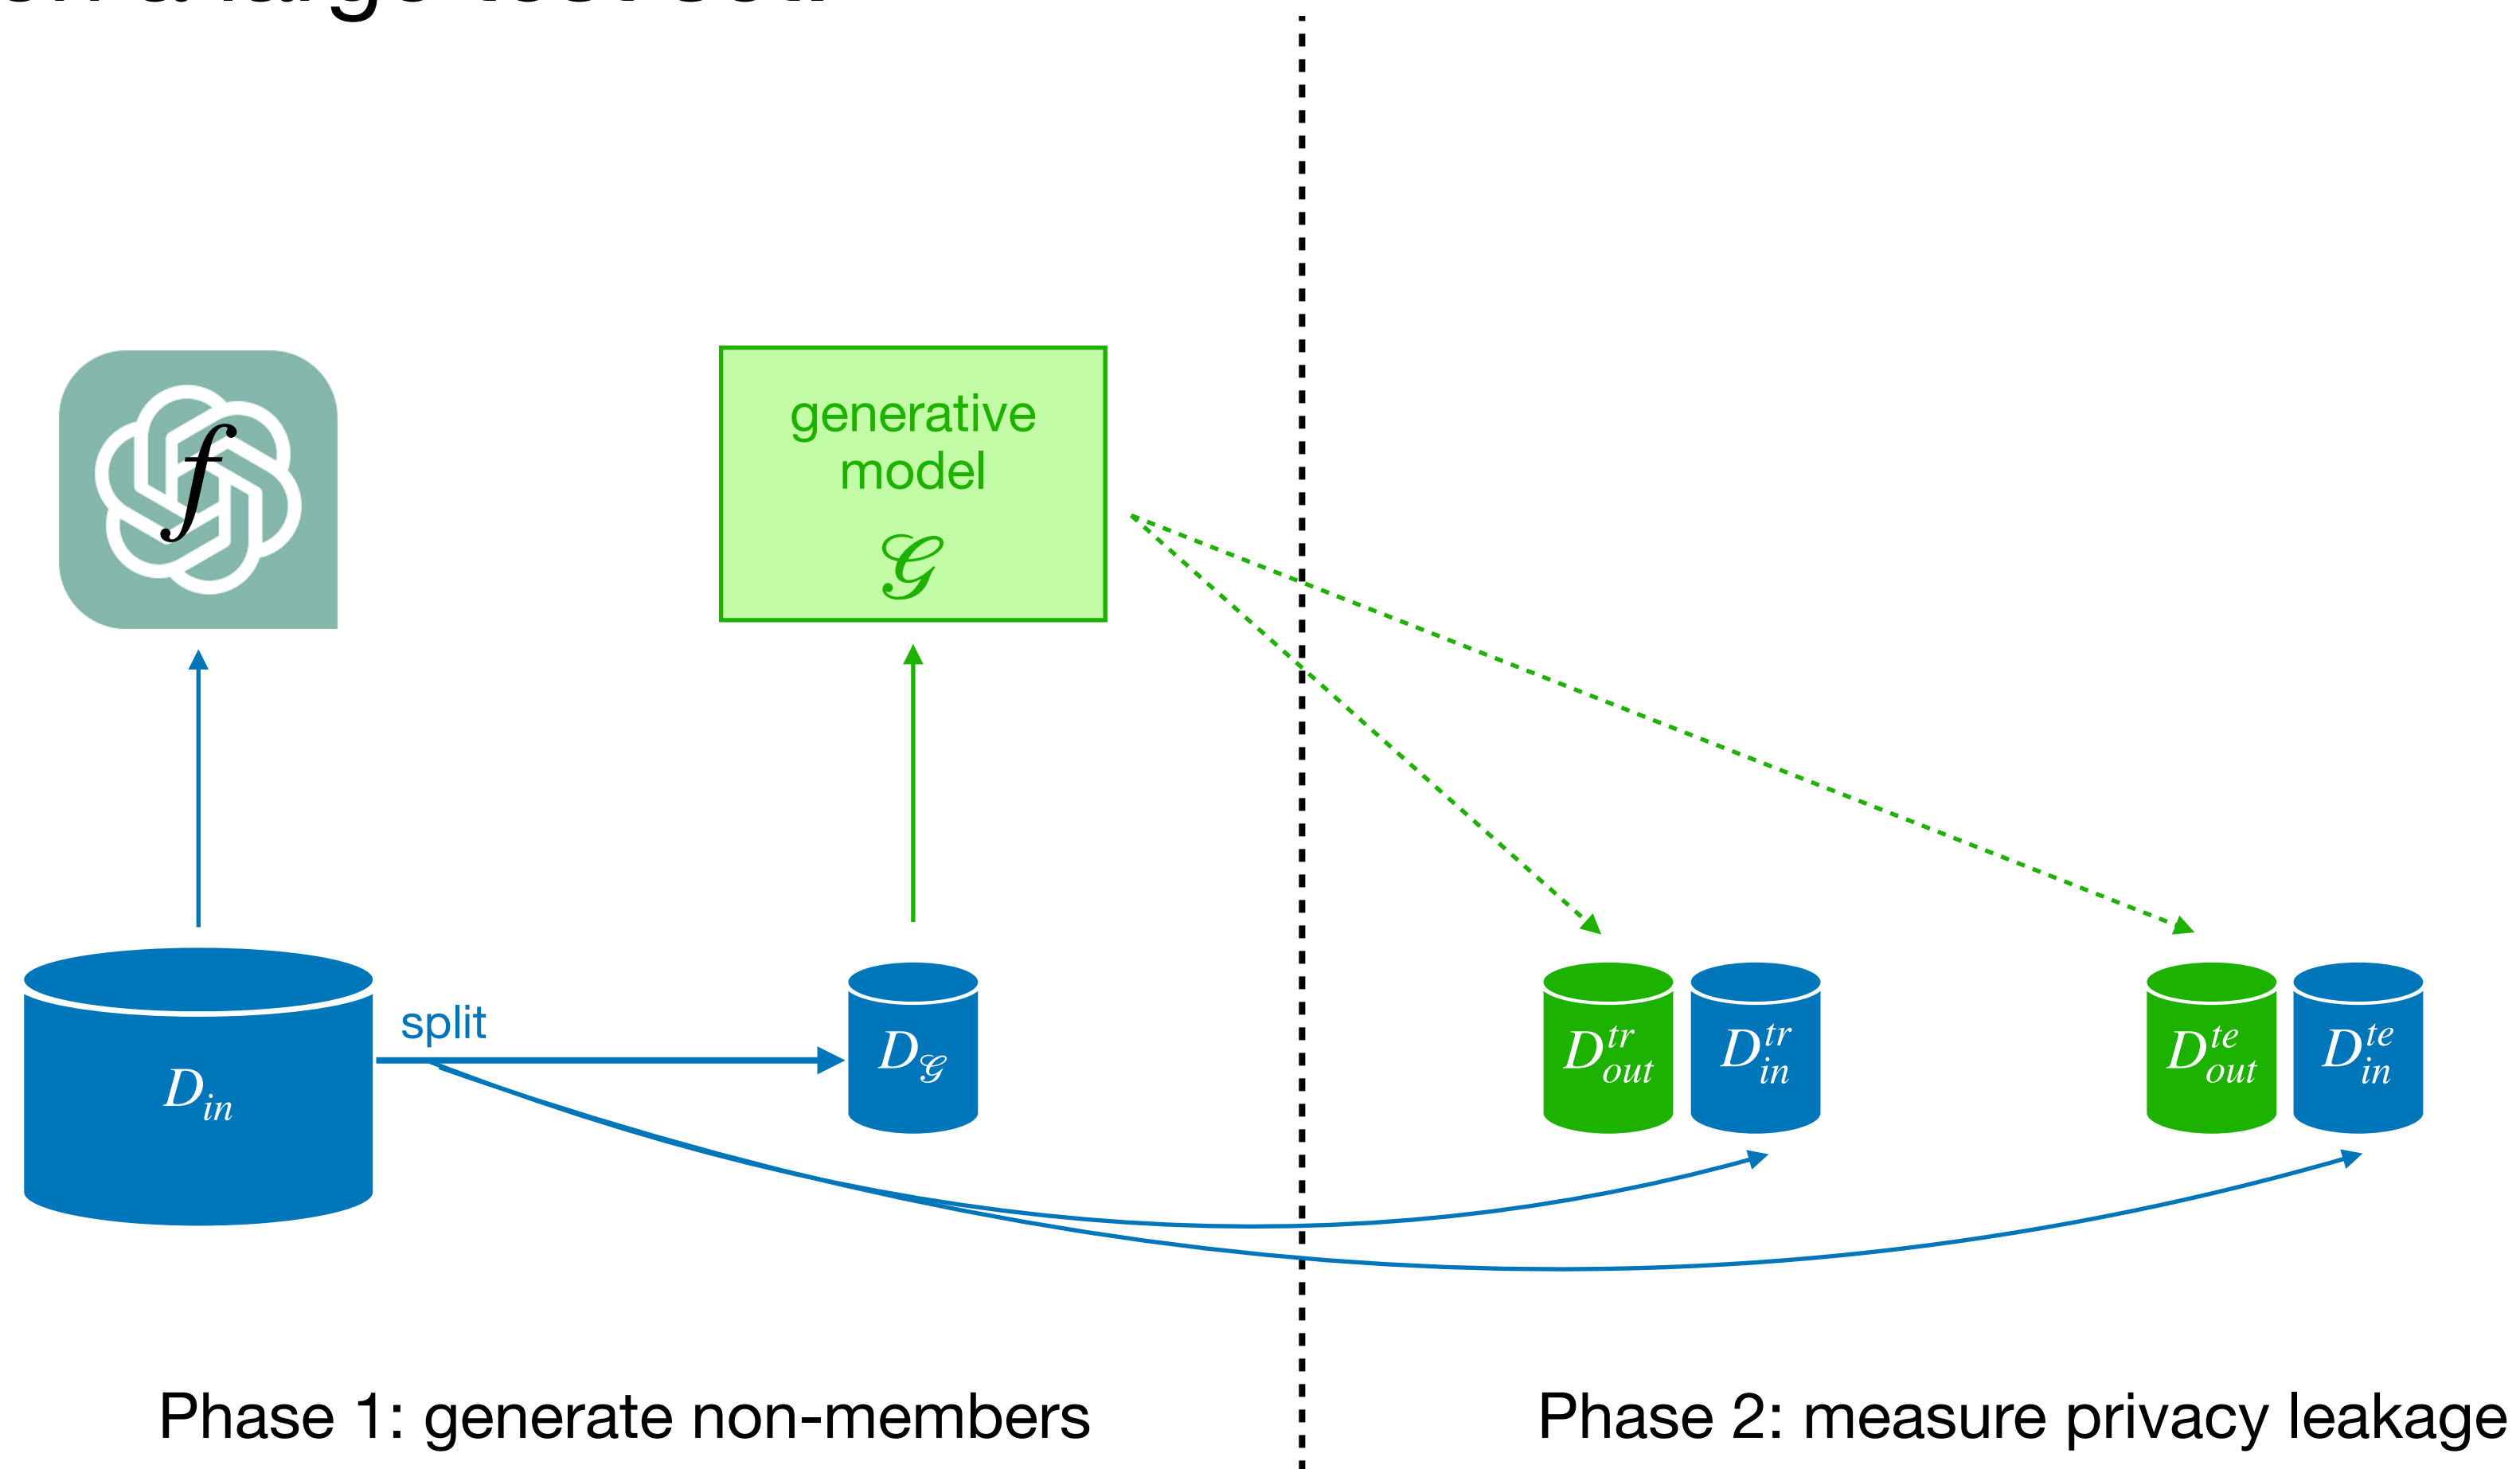 f
generative
model
𝒢
split
D_in
D_𝒢
D_out^tr
D_in^tr
D_out^te
D_in^te
Phase 1: generate non-members
Phase 2: measure privacy leakage